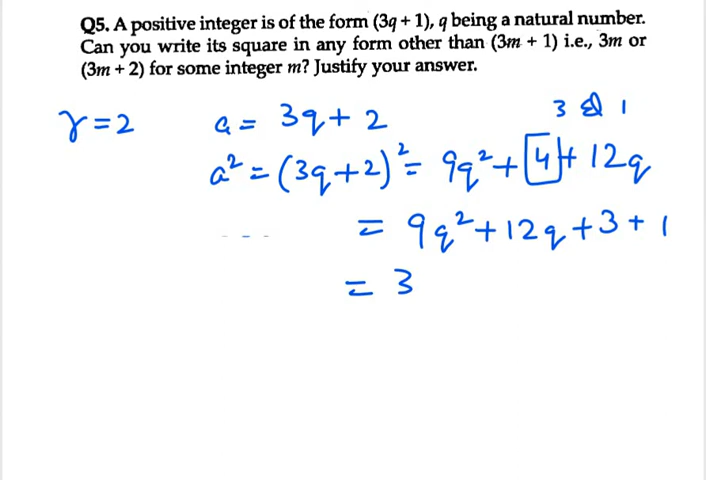 Q5. A positive integer is of the form (3q + 1), q being a natural number.
Can you write its square in any form other than (3m + 1) i.e., 3m or
(3m + 2) for some integer m? Justify your answer.
r = 2 a = 3q + 2 3 1
a² = (3q + 2)² = 9q² + 4 + 12q
= 9q² + 12q + 3 + 1
= 3